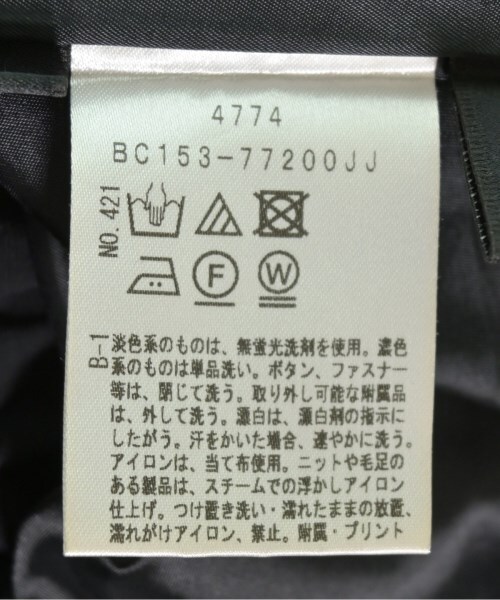 4774
BC153-77200JJ
NO.421
F
W
B-1
淡色系のものは、無蛍光洗剤を使用。濃色
系のものは単品洗い。ボタン、ファスナー
等は、閉じて洗う。取り外し可能な附属品
は、外して洗う。漂白は、漂白剤の指示に
したがう。汗をかいた場合、速やかに洗う。
アイロンは、当て布使用。ニットや毛足の
ある製品は、スチームでの浮かしアイロン
仕上げ。つけ置き洗い・濡れたままの放置、
濡れがけアイロン、禁止。附属・プリント